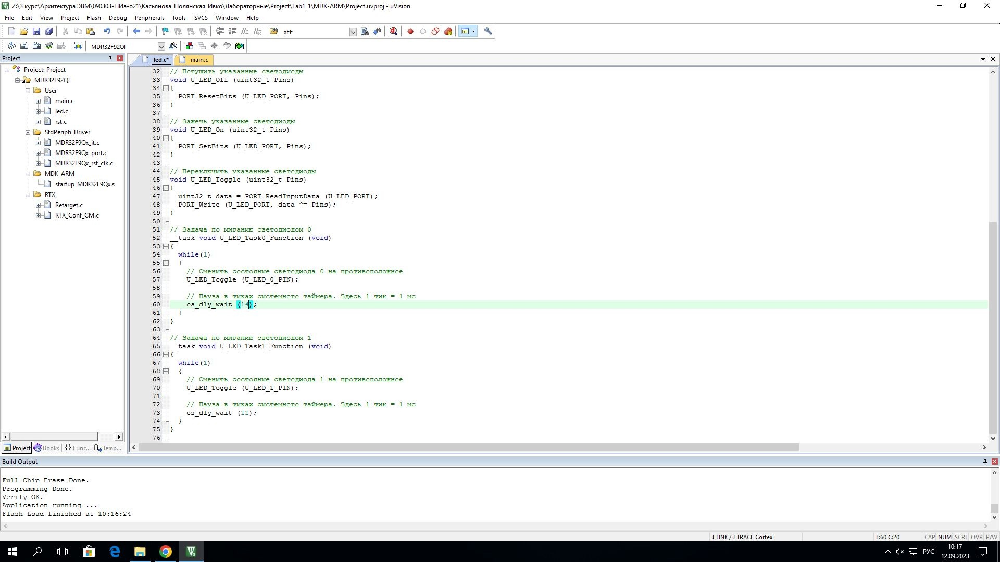 Z:\3 курс\Архитектура ЭВМ\090303-ПИа-о21\Касьянова_Полянская_Ивко\Лабораторные\Project\Lab1_1\MDK-ARM\Project.uvproj - µVision
File Edit View Project Flash Debug Peripherals Tools SVCS Window Help
xFF
LOAD MDR32F92QI
Project
Project: Project
MDR32F92QI
User
main.c
led.c
rst.c
StdPeriph_Driver
MDR32F9Qx_it.c
MDR32F9Qx_port.c
MDR32F9Qx_rst_clk.c
MDK-ARM
startup_MDR32F9Qx.s
RTX
Retarget.c
RTX_Conf_CM.c
Project Books {} Func... Temp...
led.c* main.c
32 // Потушить указанные светодиоды
33 void U_LED_Off (uint32_t Pins)
34 {
35 PORT_ResetBits (U_LED_PORT, Pins);
36 }
37
38 // Зажечь указанные светодиоды
39 void U_LED_On (uint32_t Pins)
40 {
41 PORT_SetBits (U_LED_PORT, Pins);
42 }
43
44 // Переключить указанные светодиоды
45 void U_LED_Toggle (uint32_t Pins)
46 {
47 uint32_t data = PORT_ReadInputData (U_LED_PORT);
48 PORT_Write (U_LED_PORT, data ^= Pins);
49 }
50
51 // Задача по миганию светодиодом 0
52 __task void U_LED_Task0_Function (void)
53 {
54 while(1)
55 {
56 // Сменить состояние светодиода 0 на противоположное
57 U_LED_Toggle (U_LED_0_PIN);
58
59 // Пауза в тиках системного таймера. Здесь 1 тик = 1 мс
60 os_dly_wait (14);
61 }
62 }
63
64 // Задача по миганию светодиодом 1
65 __task void U_LED_Task1_Function (void)
66 {
67 while(1)
68 {
69 // Сменить состояние светодиода 1 на противоположное
70 U_LED_Toggle (U_LED_1_PIN);
71
72 // Пауза в тиках системного таймера. Здесь 1 тик = 1 мс
73 os_dly_wait (11);
74 }
75 }
76
Build Output
Full Chip Erase Done.
Programming Done.
Verify OK.
Application running ...
Flash Load finished at 10:16:24
J-LINK / J-TRACE Cortex L:60 C:20 CAP NUM SCRL OVR R/W
РУС 10:17
12.09.2023